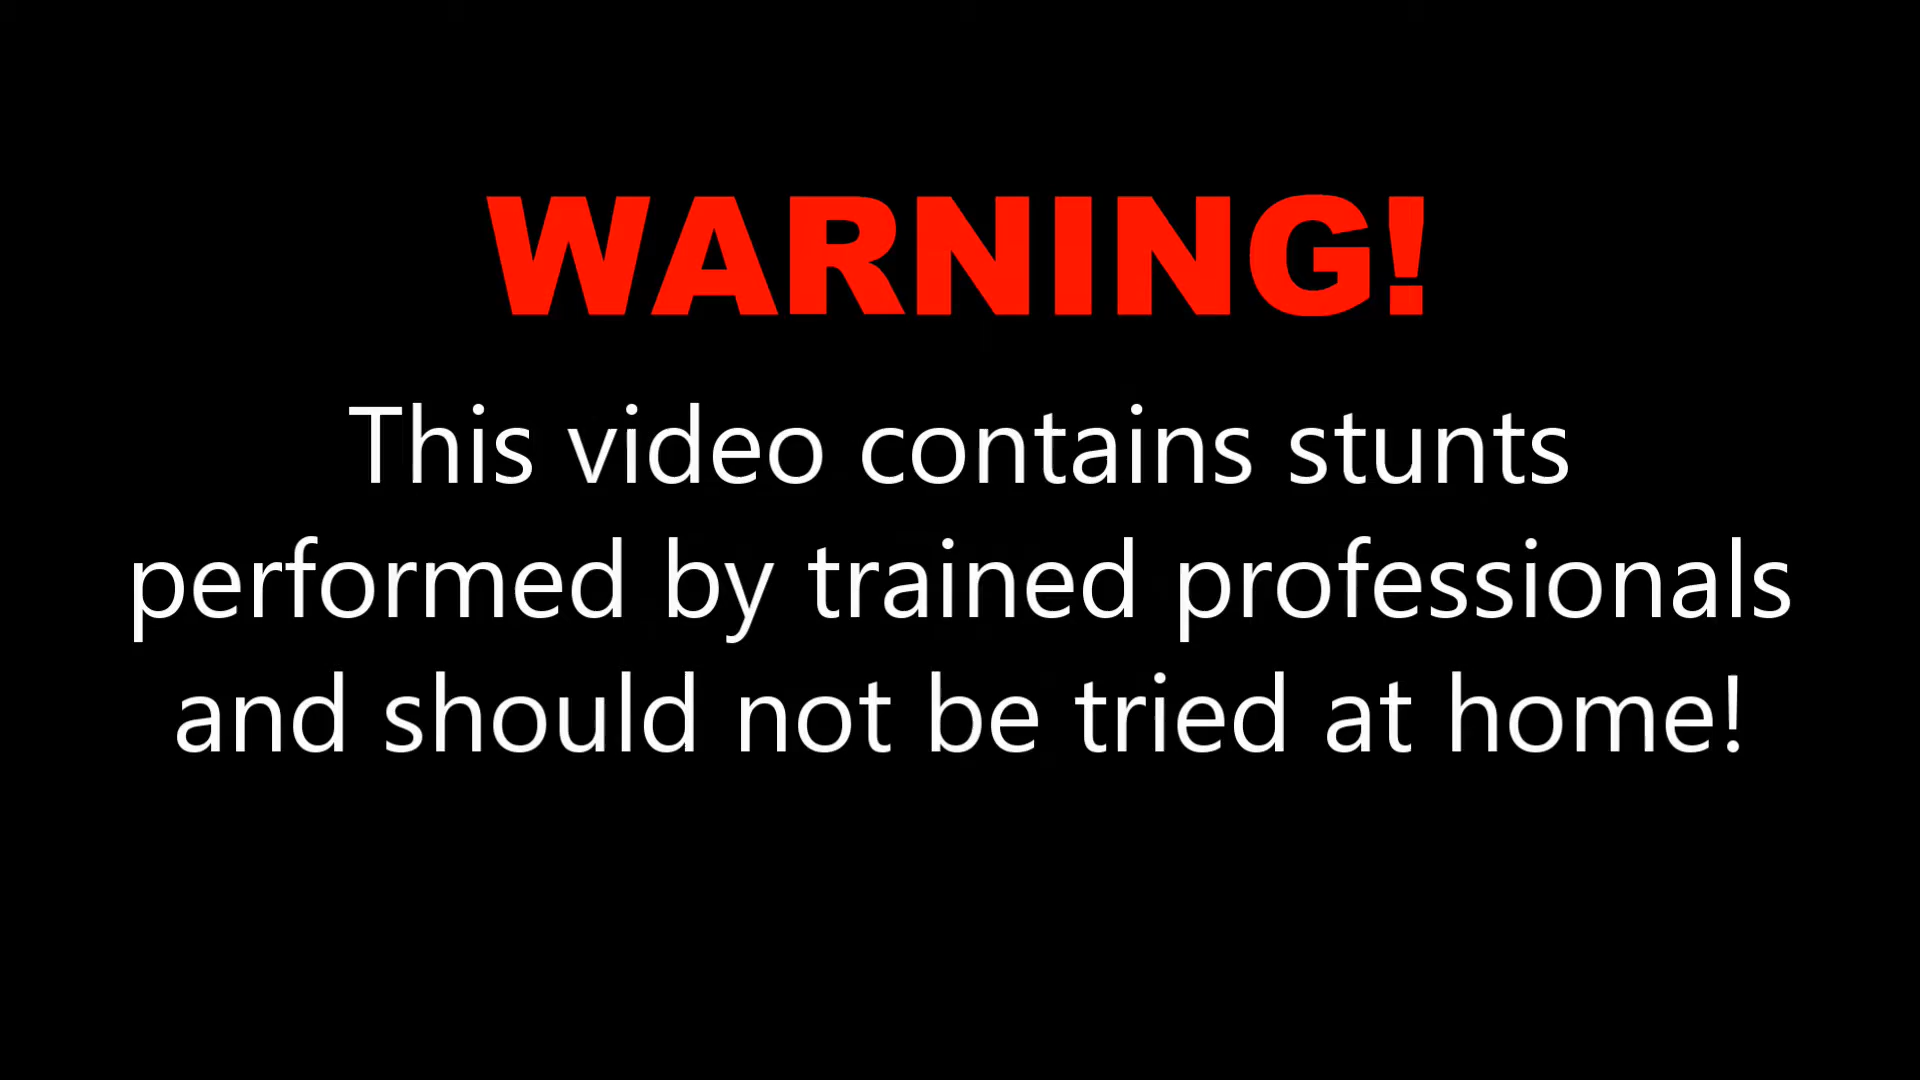 WARNING!
This video contains stunts
performed by trained professionals
and should not be tried at home!